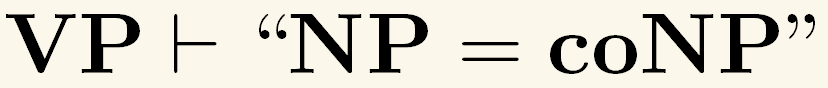 VP ⊢ “NP = coNP”